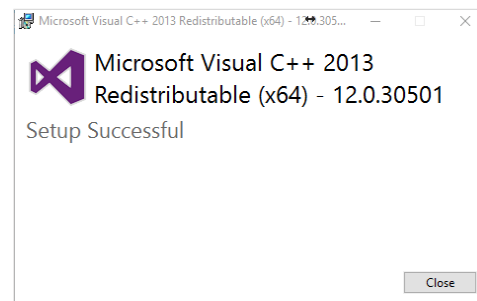 Microsoft Visual C++ 2013 Redistributable (x64) - 12.0.305...
Microsoft Visual C++ 2013
Redistributable (x64) - 12.0.30501
Setup Successful
Close